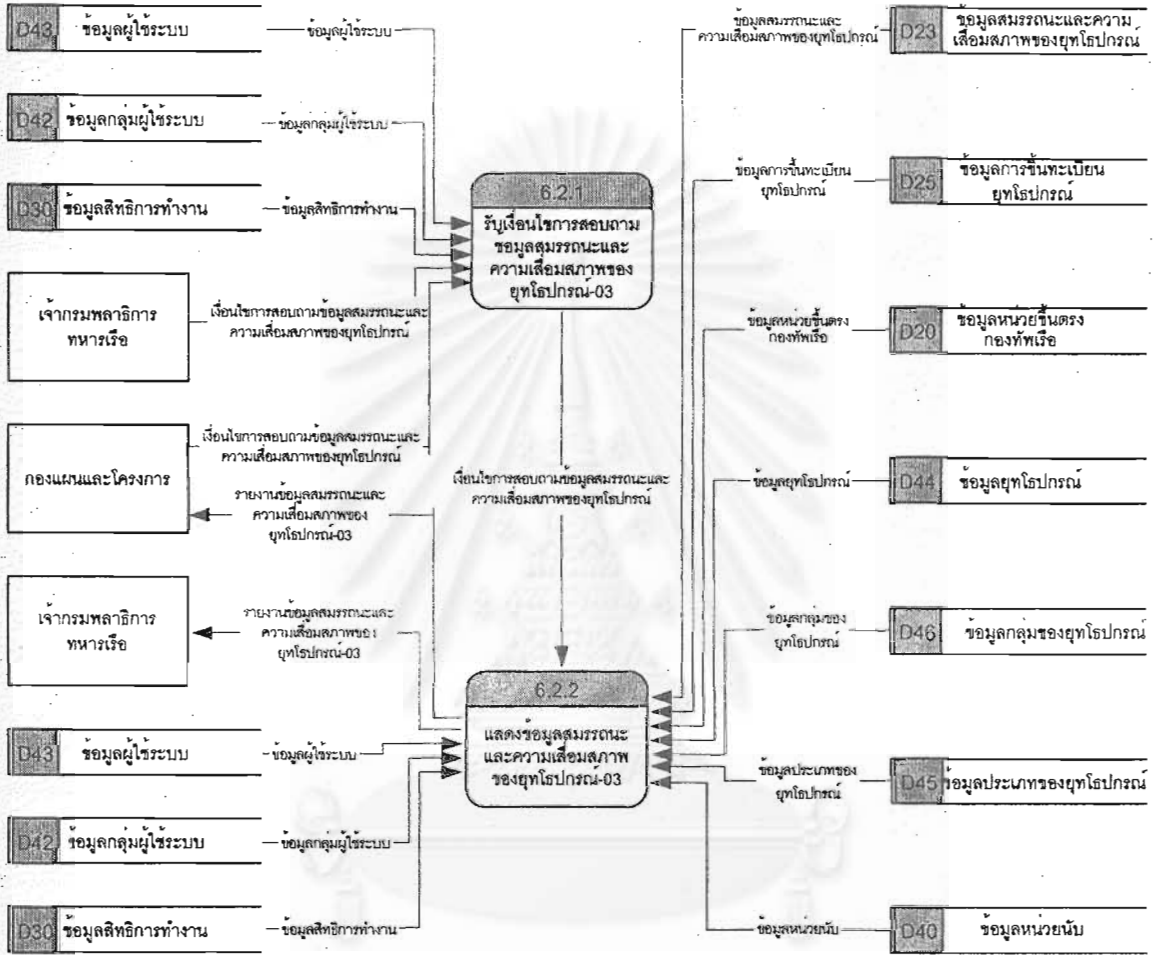 D43 ข้อมูลผู้ใช้ระบบ
ข้อมูลผู้ใช้ระบบ
D42 ข้อมูลกลุ่มผู้ใช้ระบบ
ข้อมูลกลุ่มผู้ใช้ระบบ
D30 ข้อมูลสิทธิการทำงาน
ข้อมูลสิทธิการทำงาน
เจ้ากรมพลาธิการ
ทหารเรือ
เงื่อนไขการสอบถามข้อมูลสมรรถนะและ
ความเสื่อมสภาพของยุทโธปกรณ์
กองแผนและโครงการ
เงื่อนไขการสอบถามข้อมูลสมรรถนะและ
ความเสื่อมสภาพของยุทโธปกรณ์
รายงานข้อมูลสมรรถนะและ
ความเสื่อมสภาพของ
ยุทโธปกรณ์-03
เจ้ากรมพลาธิการ
ทหารเรือ
รายงานข้อมูลสมรรถนะและ
ความเสื่อมสภาพของ
ยุทโธปกรณ์-03
D43 ข้อมูลผู้ใช้ระบบ
ข้อมูลผู้ใช้ระบบ
D42 ข้อมูลกลุ่มผู้ใช้ระบบ
ข้อมูลกลุ่มผู้ใช้ระบบ
D30 ข้อมูลสิทธิการทำงาน
ข้อมูลสิทธิการทำงาน
6.2.1
รับเงื่อนไขการสอบถาม
ข้อมูลสมรรถนะและ
ความเสื่อมสภาพของ
ยุทโธปกรณ์-03
เงื่อนไขการสอบถามข้อมูลสมรรถนะและ
ความเสื่อมสภาพของยุทโธปกรณ์
6.2.2
แสดงข้อมูลสมรรถนะ
และความเสื่อมสภาพ
ของยุทโธปกรณ์-03
ข้อมูลสมรรถนะและ
ความเสื่อมสภาพของยุทโธปกรณ์
D23 ข้อมูลสมรรถนะและความ
เสื่อมสภาพของยุทโธปกรณ์
ข้อมูลการขึ้นทะเบียน
ยุทโธปกรณ์
D25 ข้อมูลการขึ้นทะเบียน
ยุทโธปกรณ์
ข้อมูลหน่วยขึ้นตรง
กองทัพเรือ
D20 ข้อมูลหน่วยขึ้นตรง
กองทัพเรือ
ข้อมูลยุทโธปกรณ์
D44 ข้อมูลยุทโธปกรณ์
ข้อมูลกลุ่มของ
ยุทโธปกรณ์
D46 ข้อมูลกลุ่มของยุทโธปกรณ์
ข้อมูลประเภทของ
ยุทโธปกรณ์
D45 ข้อมูลประเภทของยุทโธปกรณ์
ข้อมูลหน่วยนับ
D40 ข้อมูลหน่วยนับ